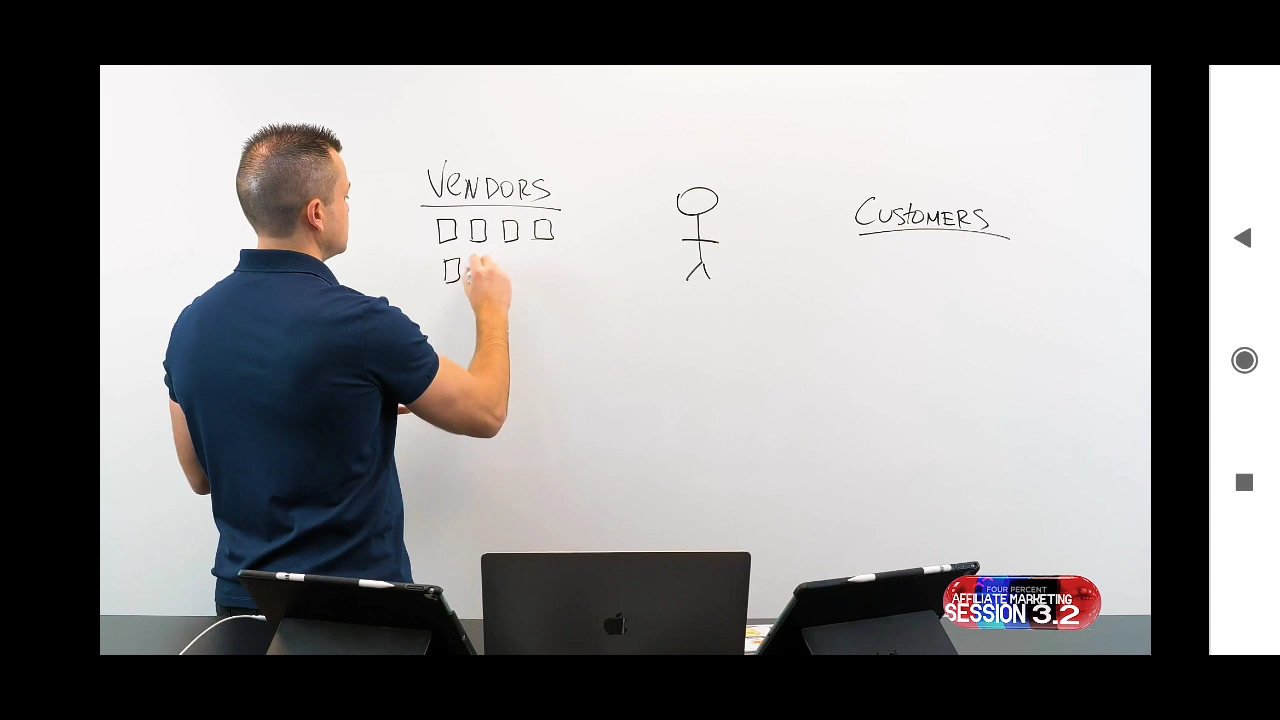 VENDORS
CUSTOMERS
FOUR PERCENT
AFFILIATE MARKETING
SESSION 3.2